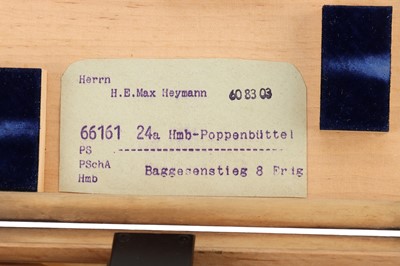 Herrn
H.E.Max Heymann 60 83 03
66161 24a Hmb-Poppenbüttel
PS --------------------------
PSchA Baggesenstieg 8 Frig
Hmb